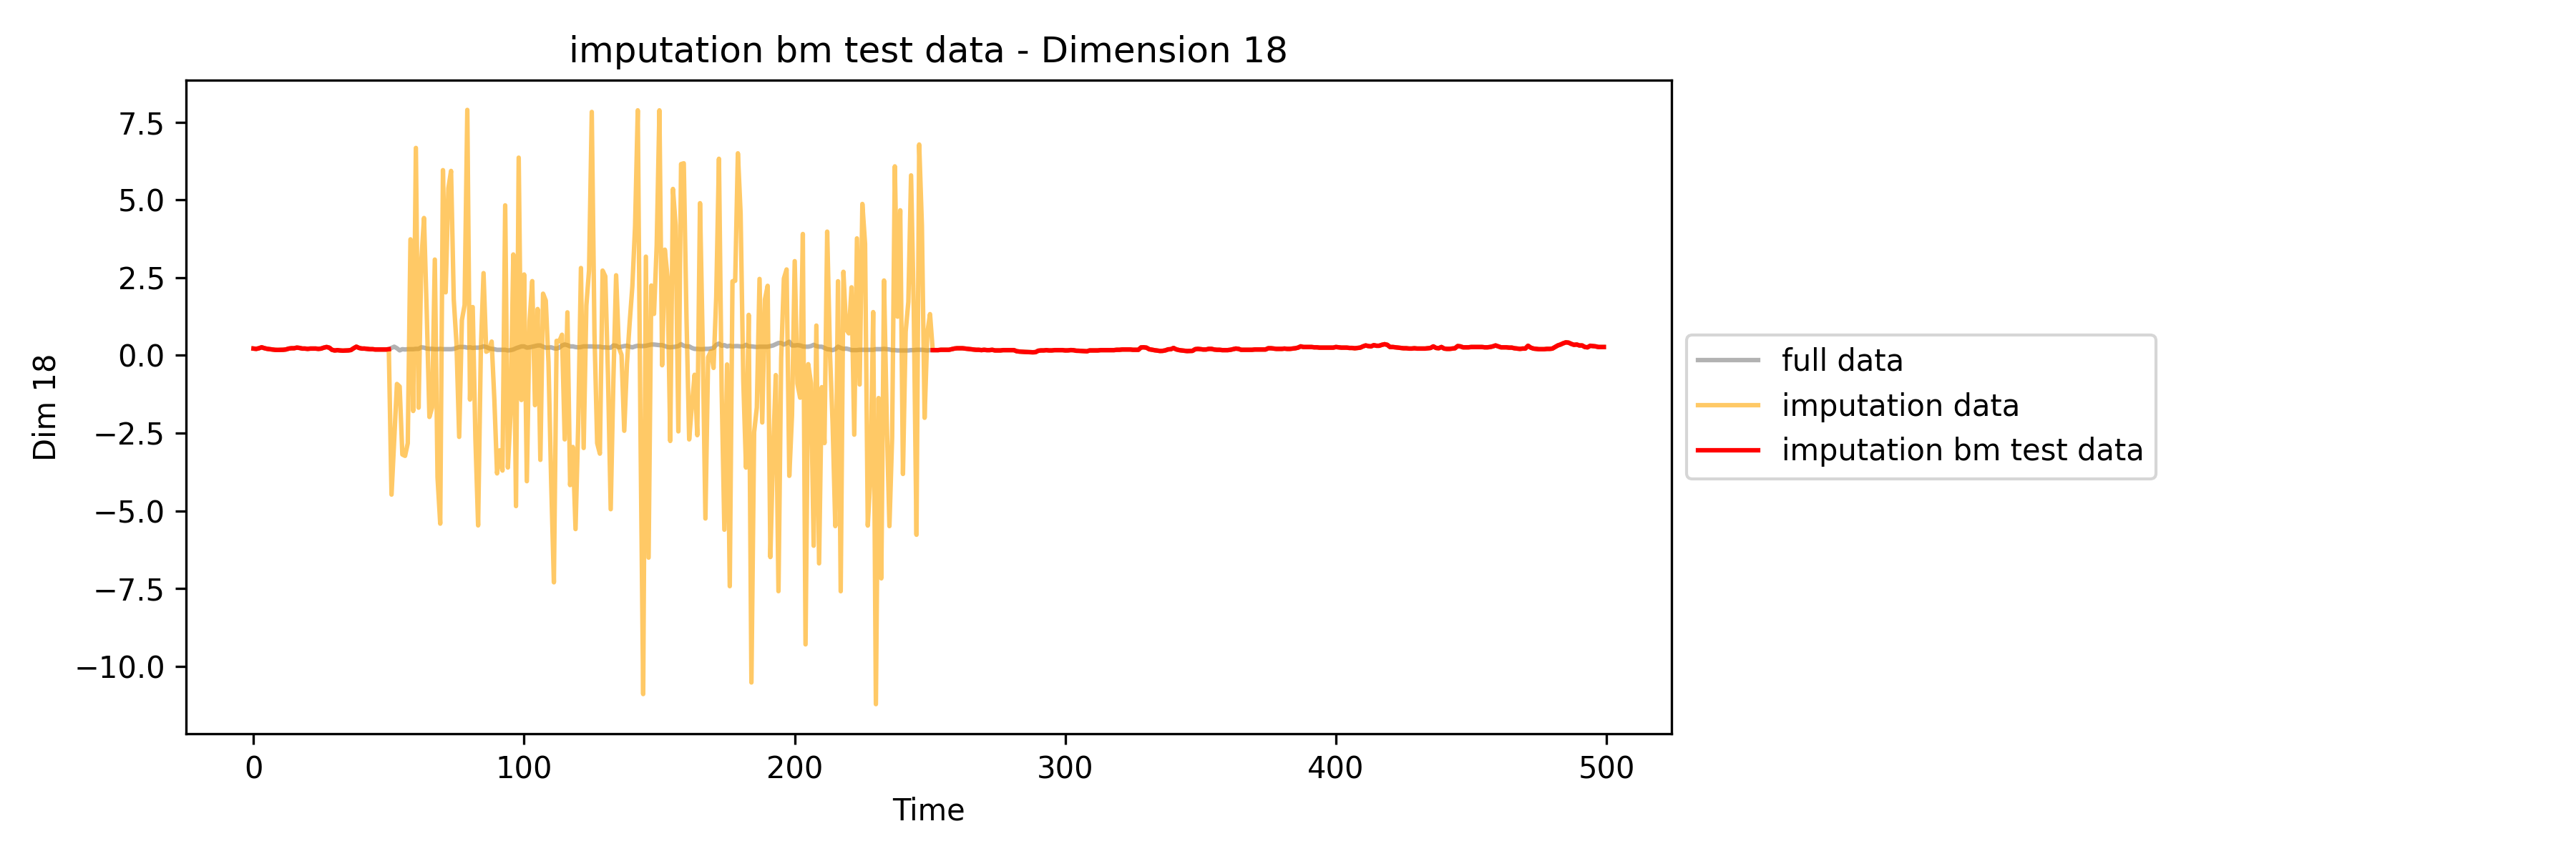 imputation bm test data - Dimension 18
7.5
5.0
2.5
0.0
−2.5
−5.0
−7.5
−10.0
Dim 18
0 100 200 300 400 500
Time
full data
imputation data
imputation bm test data